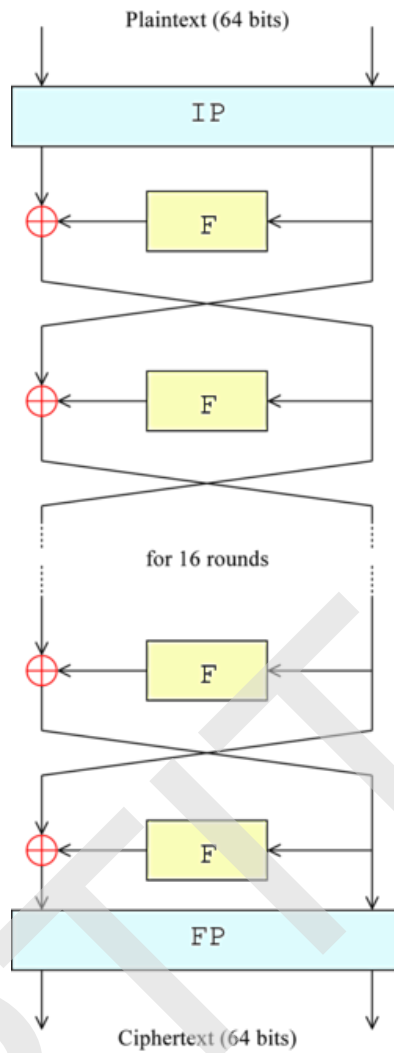 Plaintext (64 bits)
IP
F
F
for 16 rounds
F
F
FP
Ciphertext (64 bits)